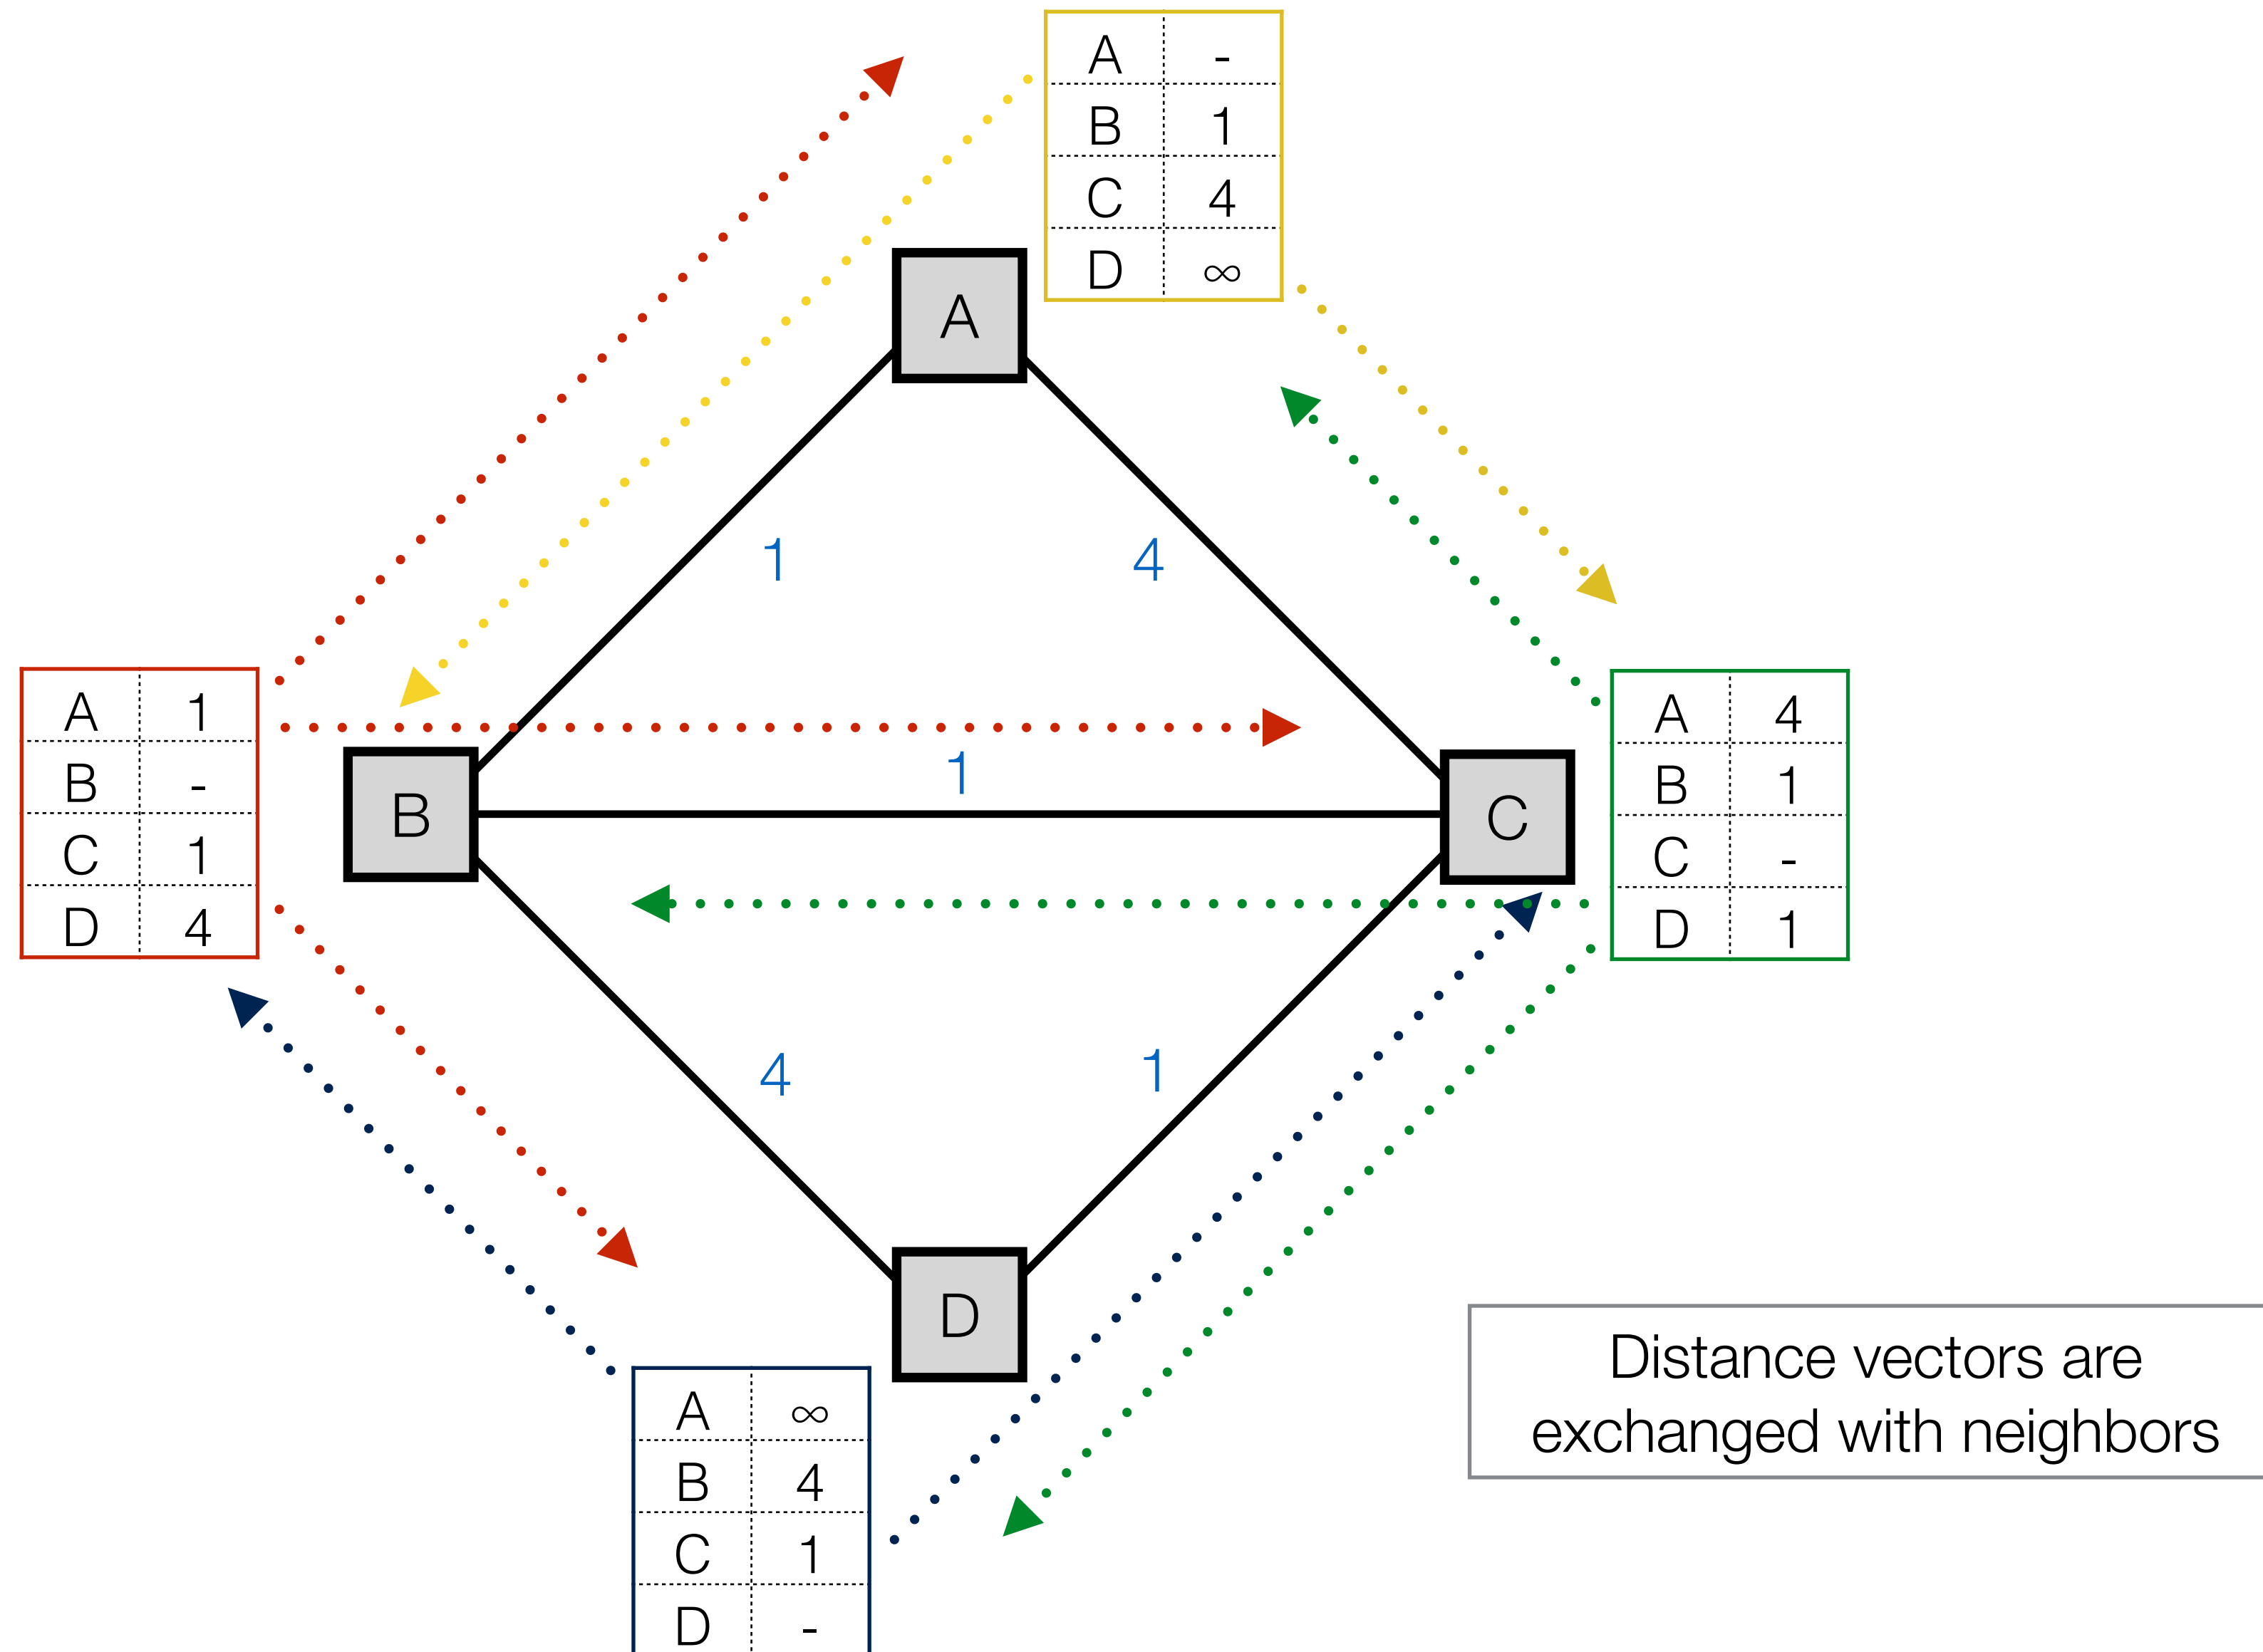 A -
B 1
C 4
D ∞
A
1 4
A 1
B -
C 1
D 4
1
B
C
A 4
B 1
C -
D 1
4 1
D
A ∞
B 4
C 1
D -
Distance vectors are
exchanged with neighbors